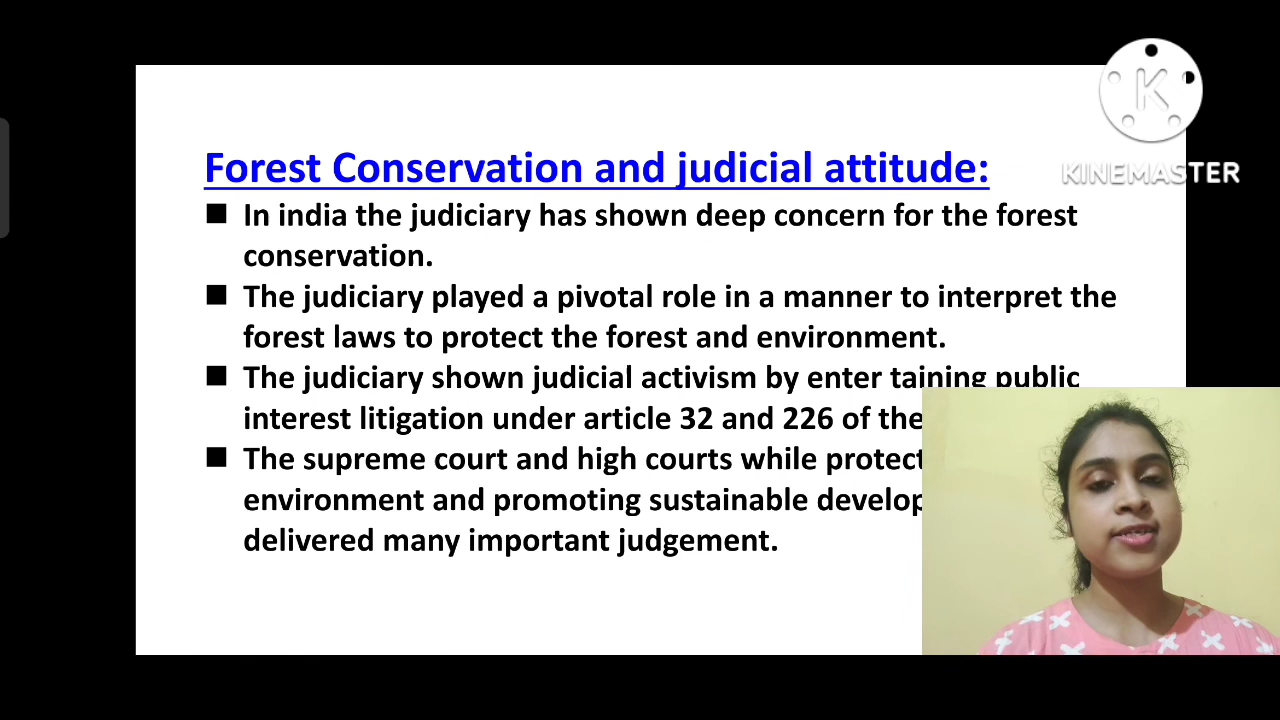 Forest Conservation and judicial attitude:
In india the judiciary has shown deep concern for the forest
conservation.
The judiciary played a pivotal role in a manner to interpret the
forest laws to protect the forest and environment.
The judiciary shown judicial activism by enter taining public
interest litigation under article 32 and 226 of the
The supreme court and high courts while protect
environment and promoting sustainable develop
delivered many important judgement.
K
KINEMASTER